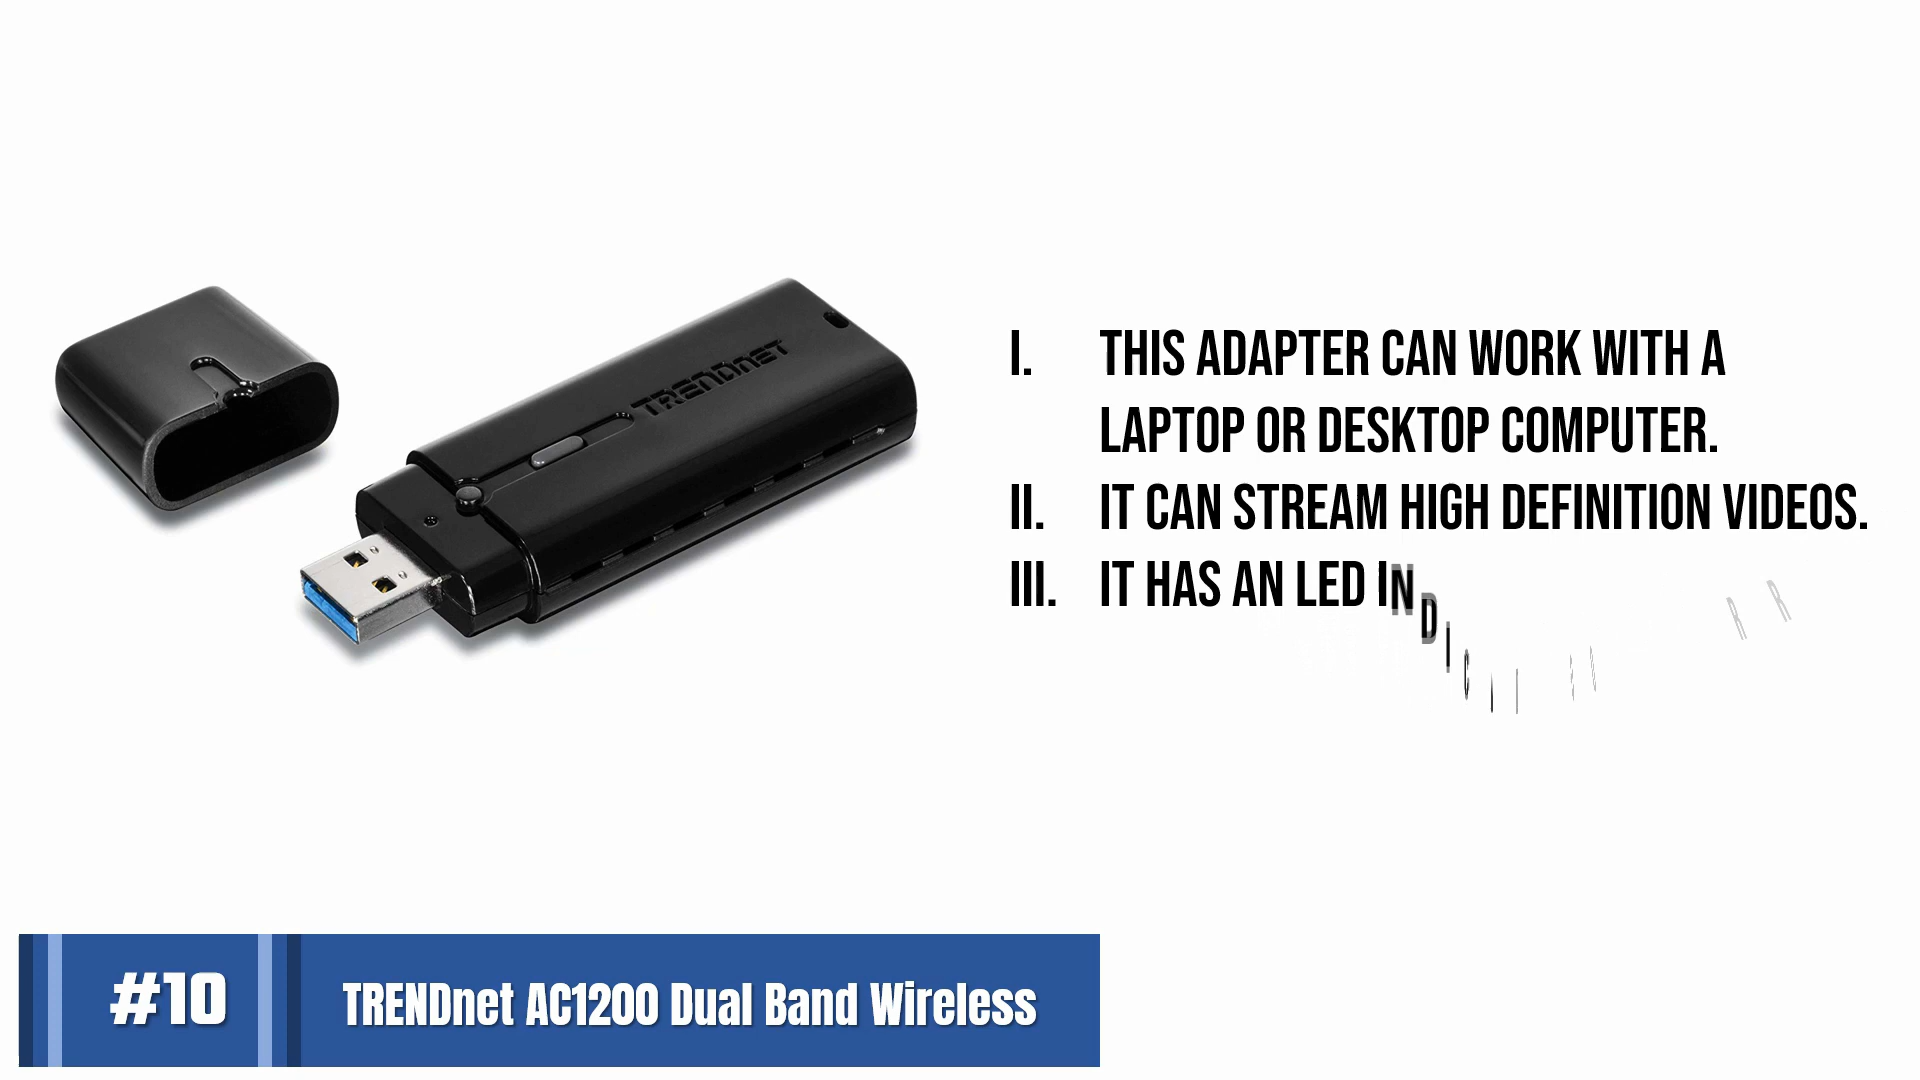 TRENDnet
I. THIS ADAPTER CAN WORK WITH A
LAPTOP OR DESKTOP COMPUTER.
II. IT CAN STREAM HIGH DEFINITION VIDEOS.
III. IT HAS AN LED
#10 TRENDnet AC1200 Dual Band Wireless